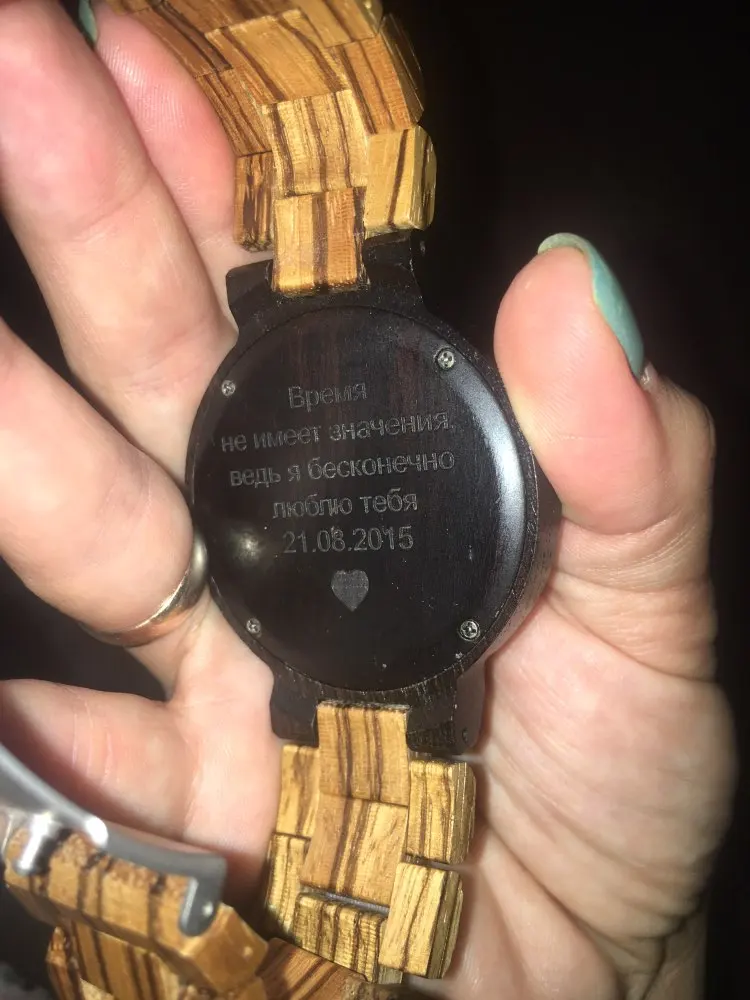 Время
не имеет значения,
ведь я бесконечно
люблю тебя
21.08.2015